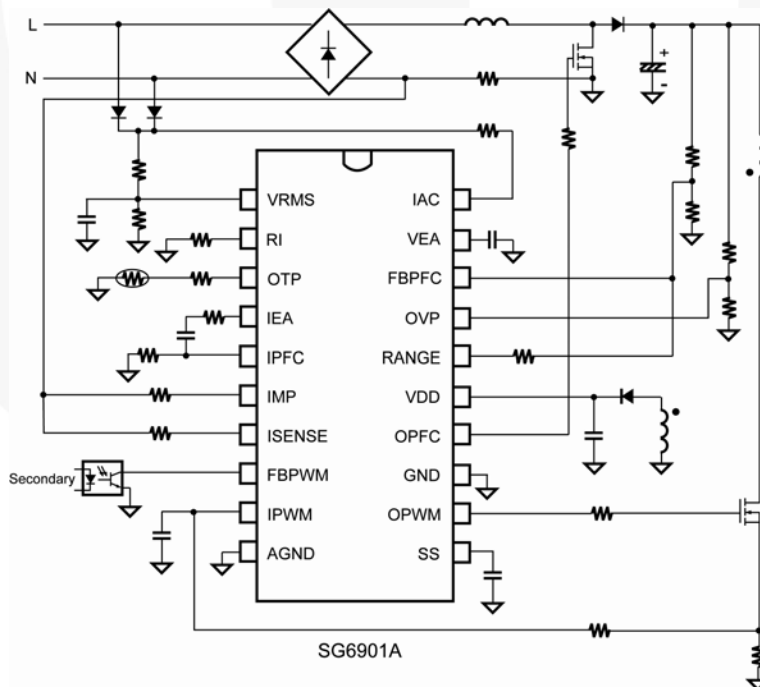 L
N
VRMS
RI
OTP
IEA
IPFC
IMP
ISENSE
FBPWM
IPWM
AGND
IAC
VEA
FBPFC
OVP
RANGE
VDD
OPFC
GND
OPWM
SS
+
-
Secondary
SG6901A